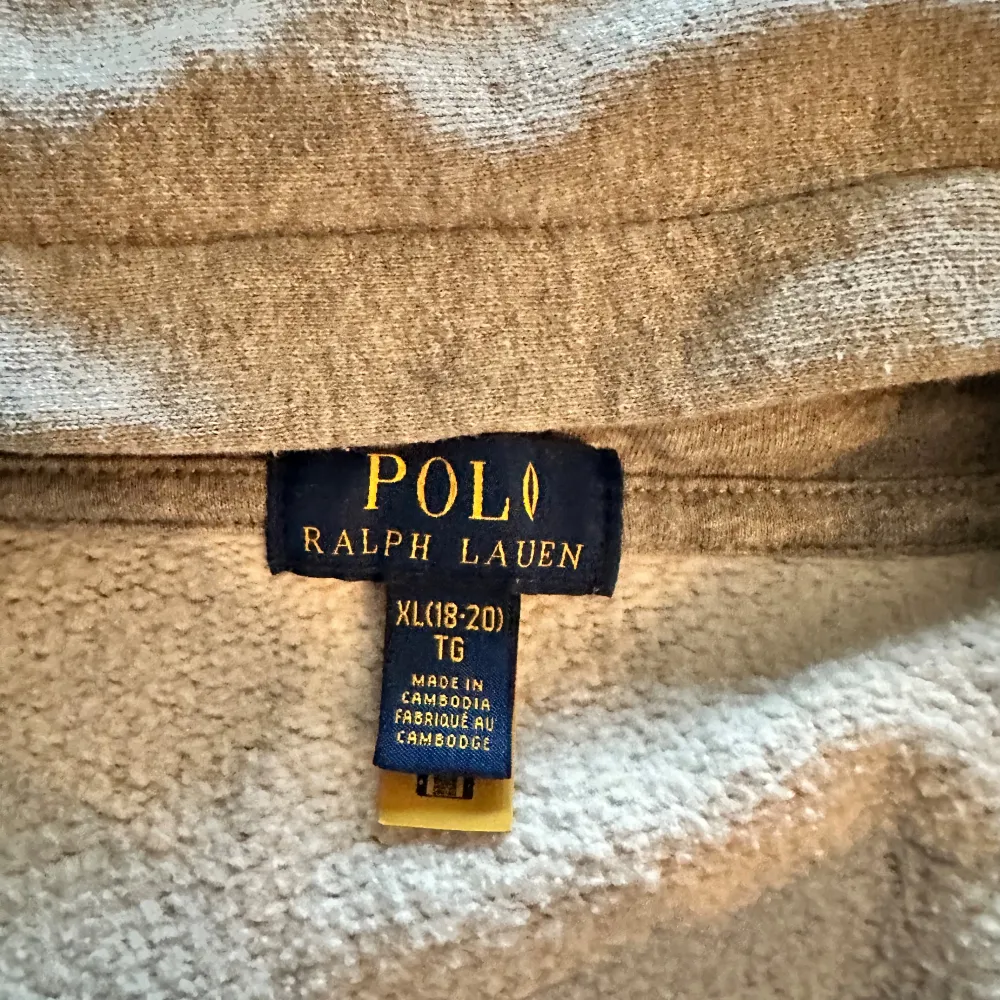 POLO
RALPH LAUEN
XL(18-20)
TG
MADE IN
CAMBODIA
FABRIQUÉ AU
CAMBODGE